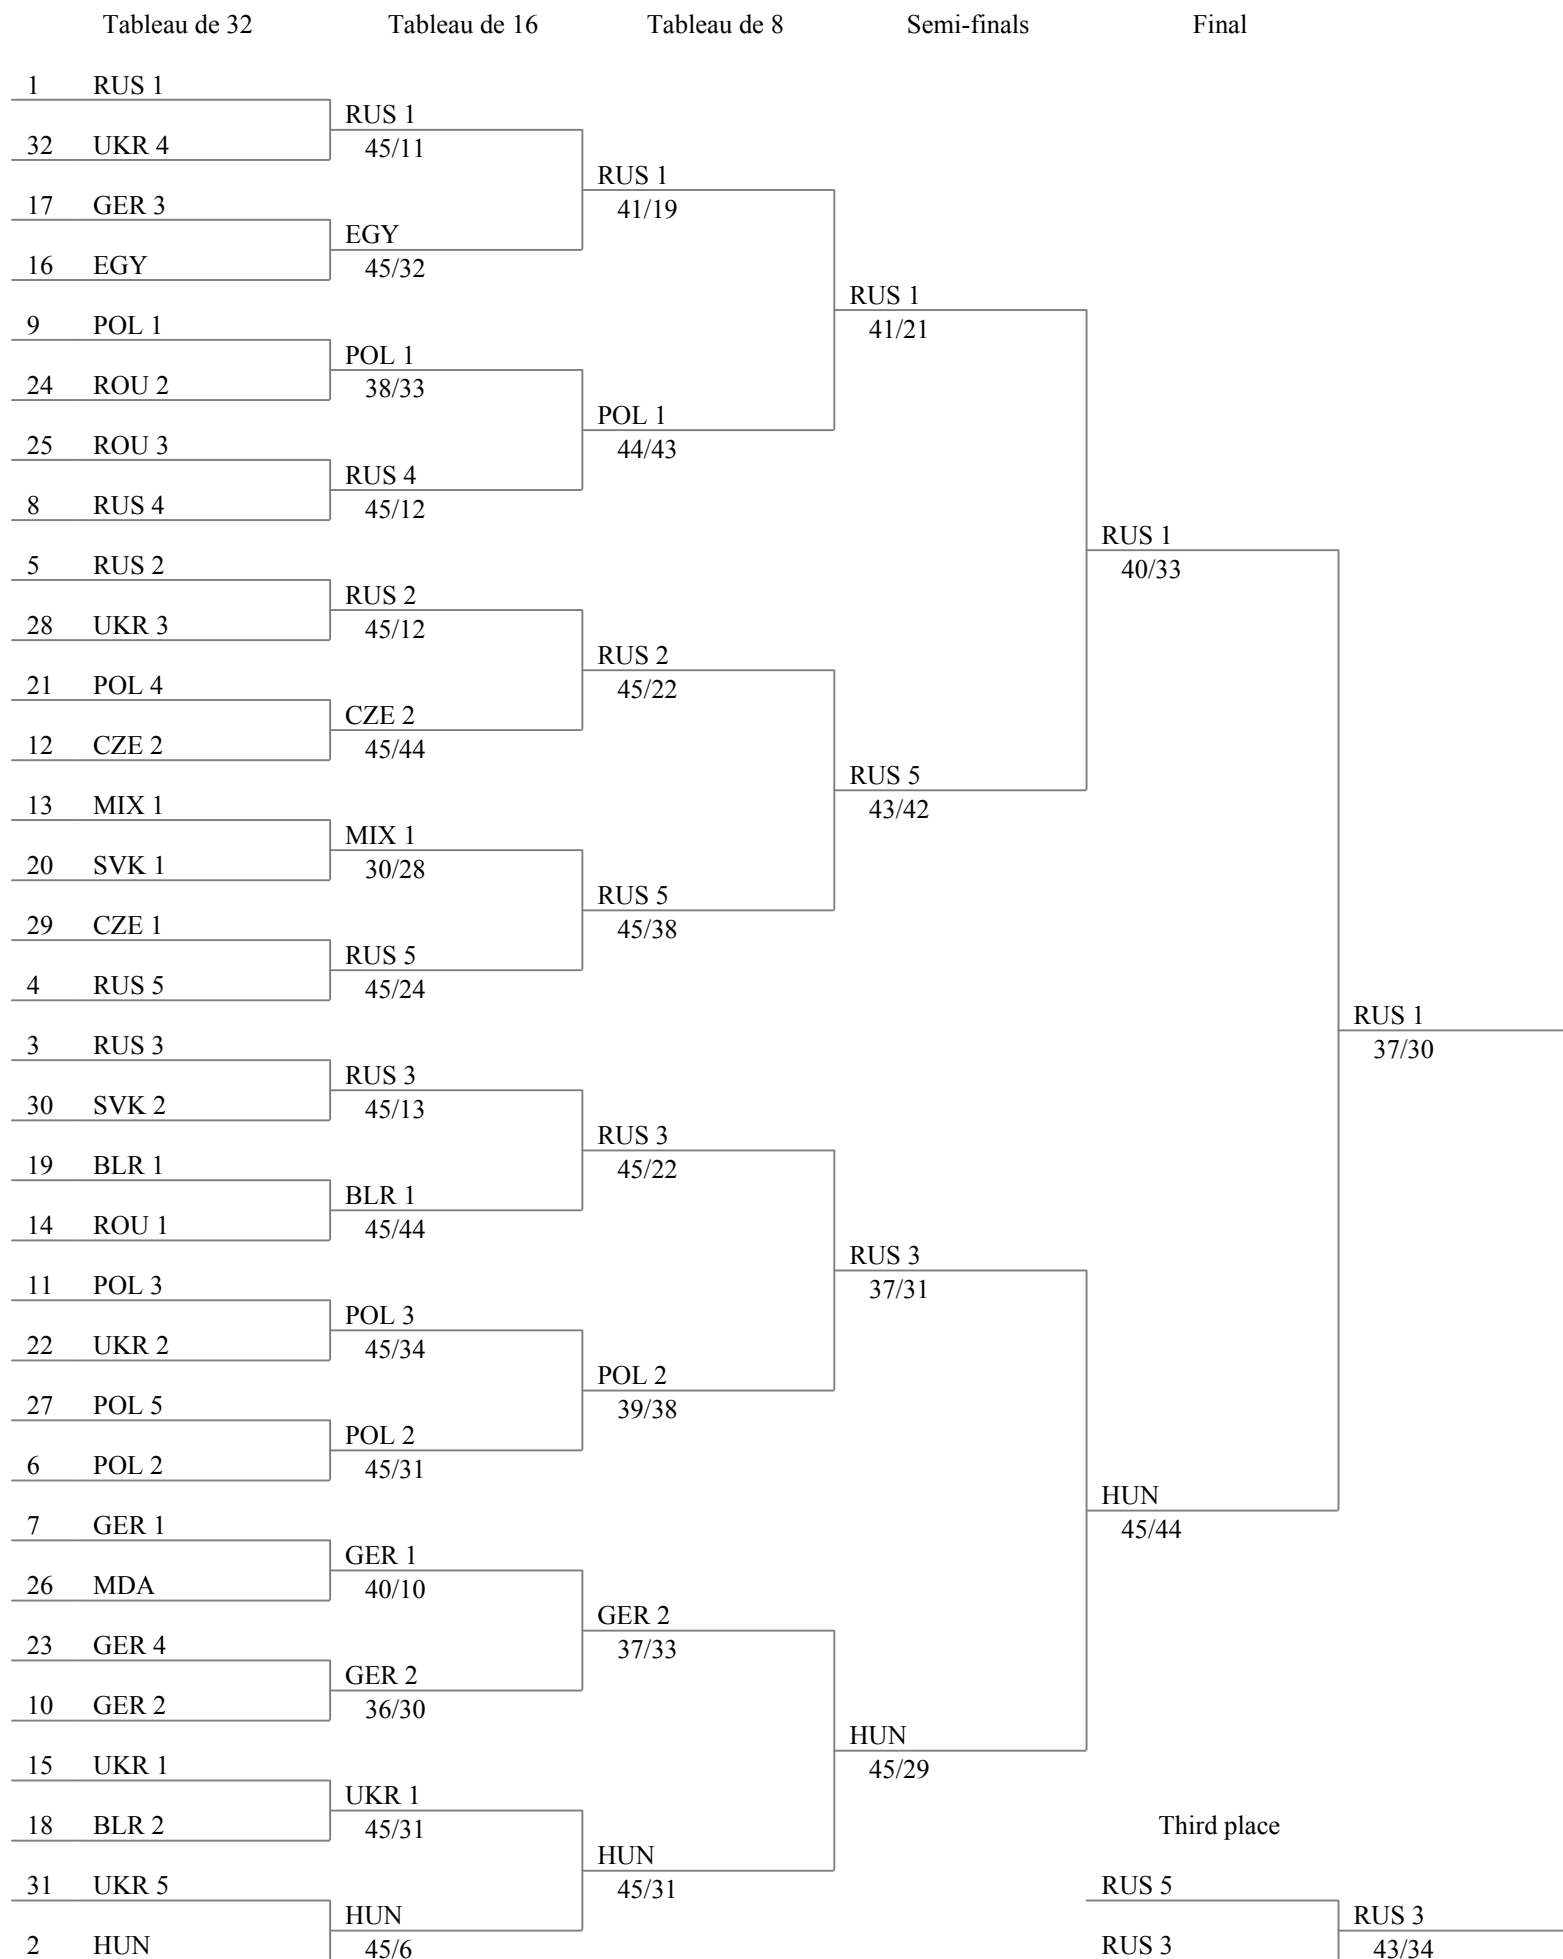 Tableau de 32 Tableau de 16 Tableau de 8 Semi-finals Final
1 RUS 1
RUS 1
32 UKR 4 45/11
RUS 1
17 GER 3 41/19
EGY
16 EGY 45/32
RUS 1
9 POL 1 41/21
POL 1
24 ROU 2 38/33
POL 1
25 ROU 3 44/43
RUS 4
8 RUS 4 45/12
RUS 1
5 RUS 2 40/33
RUS 2
28 UKR 3 45/12
RUS 2
21 POL 4 45/22
CZE 2
12 CZE 2 45/44
RUS 5
13 MIX 1 43/42
MIX 1
20 SVK 1 30/28
RUS 5
29 CZE 1 45/38
RUS 5
4 RUS 5 45/24
RUS 1
3 RUS 3 37/30
RUS 3
30 SVK 2 45/13
RUS 3
19 BLR 1 45/22
BLR 1
14 ROU 1 45/44
RUS 3
11 POL 3 37/31
POL 3
22 UKR 2 45/34
POL 2
27 POL 5 39/38
POL 2
6 POL 2 45/31
HUN
7 GER 1 45/44
GER 1
26 MDA 40/10
GER 2
23 GER 4 37/33
GER 2
10 GER 2 36/30
HUN
15 UKR 1 45/29
UKR 1
18 BLR 2 45/31 Third place
HUN
31 UKR 5 45/31 RUS 5
HUN RUS 3
2 HUN 45/6 RUS 3 43/34